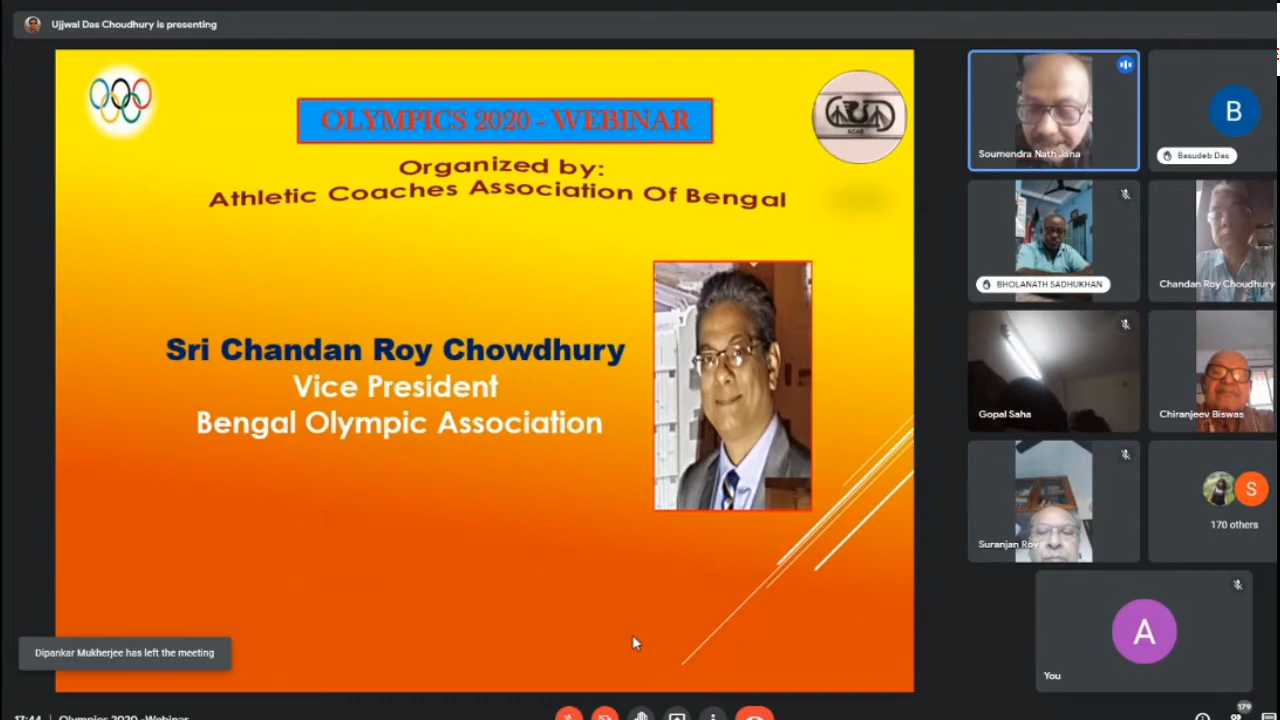 Ujjwal Das Choudhury is presenting
OLYMPICS 2020 - WEBINAR
ACAB
Organized by:
Athletic Coaches Association Of Bengal
Sri Chandan Roy Chowdhury
Vice President
Bengal Olympic Association
Dipankar Mukherjee has left the meeting
Soumendra Nath Jana
B
Basudeb Das
BHOLANATH SADHUKHAN
Chandan Roy Choudhury
Gopal Saha
Chiranjeev Biswas
Suranjan Roy
S
170 others
A
You
17:44 | Olympics 2020 -Webinar
179